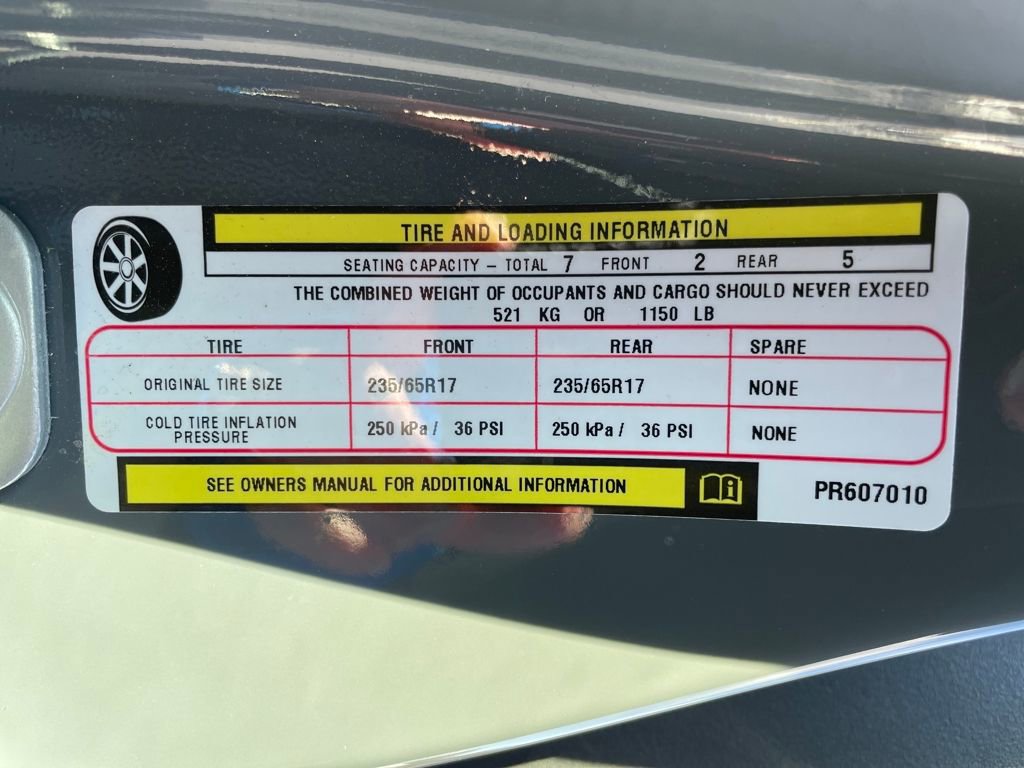 TIRE AND LOADING INFORMATION
SEATING CAPACITY – TOTAL 7 FRONT 2 REAR 5
THE COMBINED WEIGHT OF OCCUPANTS AND CARGO SHOULD NEVER EXCEED
521 KG OR 1150 LB
TIRE FRONT REAR SPARE
ORIGINAL TIRE SIZE 235/65R17 235/65R17 NONE
COLD TIRE INFLATION
PRESSURE 250 kPa / 36 PSI 250 kPa / 36 PSI NONE
SEE OWNERS MANUAL FOR ADDITIONAL INFORMATION
PR607010